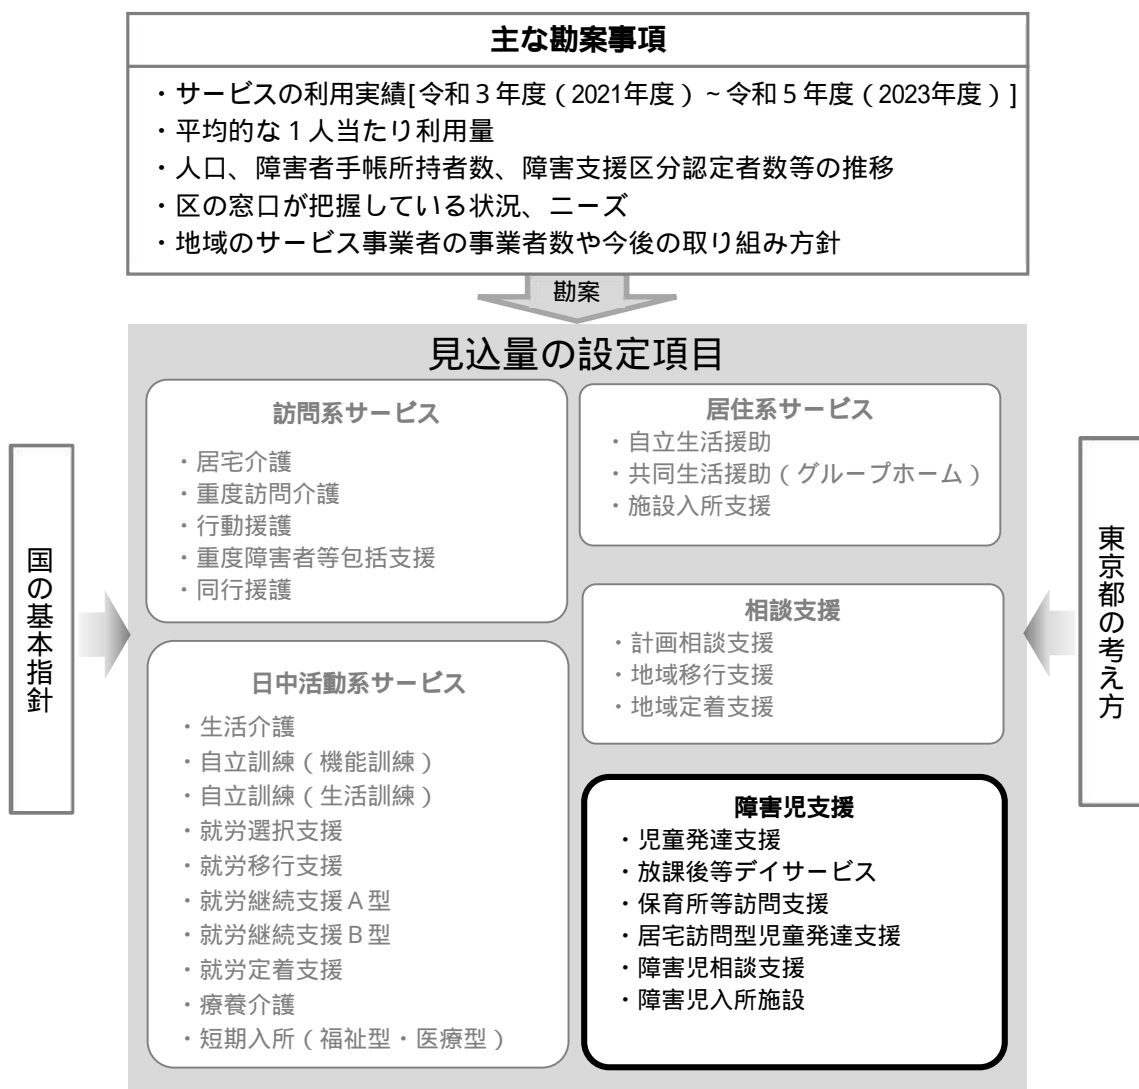 主な勘案事項
・サービスの利用実績[令和３年度（2021年度）~令和５年度（2023年度）]
・平均的な１人当たり利用量
・人口、障害者手帳所持者数、障害支援区分認定者数等の推移
・区の窓口が把握している状況、ニーズ
・地域のサービス事業者の事業者数や今後の取り組み方針
勘案
見込量の設定項目
国の基本指針
訪問系サービス
・居宅介護
・重度訪問介護
・行動援護
・重度障害者等包括支援
・同行援護
日中活動系サービス
・生活介護
・自立訓練（機能訓練）
・自立訓練（生活訓練）
・就労選択支援
・就労移行支援
・就労継続支援Ａ型
・就労継続支援Ｂ型
・就労定着支援
・療養介護
・短期入所（福祉型・医療型）
居住系サービス
・自立生活援助
・共同生活援助（グループホーム）
・施設入所支援
相談支援
・計画相談支援
・地域移行支援
・地域定着支援
障害児支援
・児童発達支援
・放課後等デイサービス
・保育所等訪問支援
・居宅訪問型児童発達支援
・障害児相談支援
・障害児入所施設
東京都の考え方